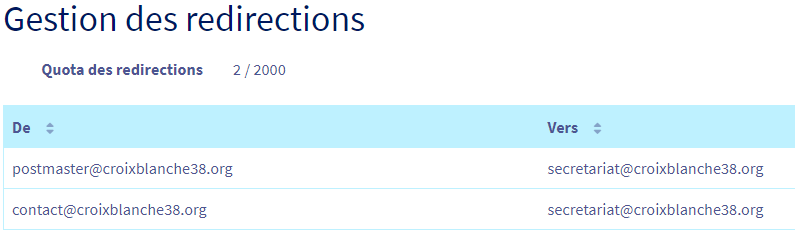 Gestion des redirections
Quota des redirections 2 / 2000
De Vers
postmaster@croixblanche38.org secretariat@croixblanche38.org
contact@croixblanche38.org secretariat@croixblanche38.org